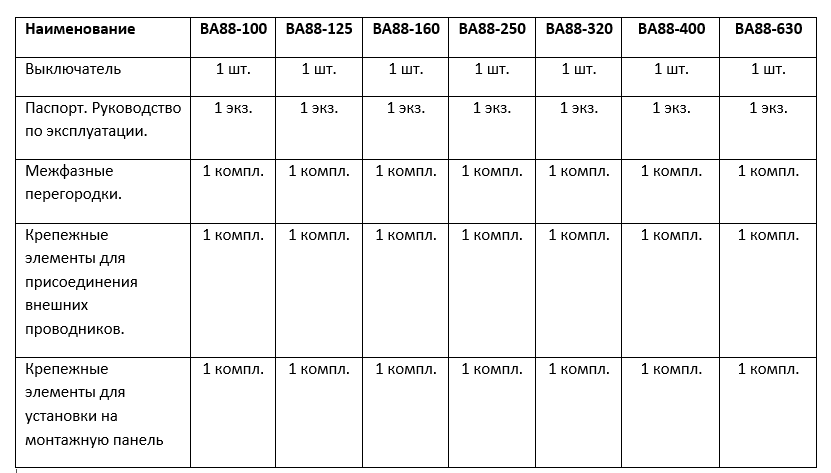 Наименование ВА88-100 ВА88-125 ВА88-160 ВА88-250 ВА88-320 ВА88-400 ВА88-630
Выключатель 1 шт. 1 шт. 1 шт. 1 шт. 1 шт. 1 шт. 1 шт.
Паспорт. Руководство 1 экз. 1 экз. 1 экз. 1 экз. 1 экз. 1 экз. 1 экз.
по эксплуатации.
Межфазные 1 компл. 1 компл. 1 компл. 1 компл. 1 компл. 1 компл. 1 компл.
перегородки.
Крепежные 1 компл. 1 компл. 1 компл. 1 компл. 1 компл. 1 компл. 1 компл.
элементы для
присоединения
внешних
проводников.
Крепежные 1 компл. 1 компл. 1 компл. 1 компл. 1 компл. 1 компл. 1 компл.
элементы для
установки на
монтажную панель